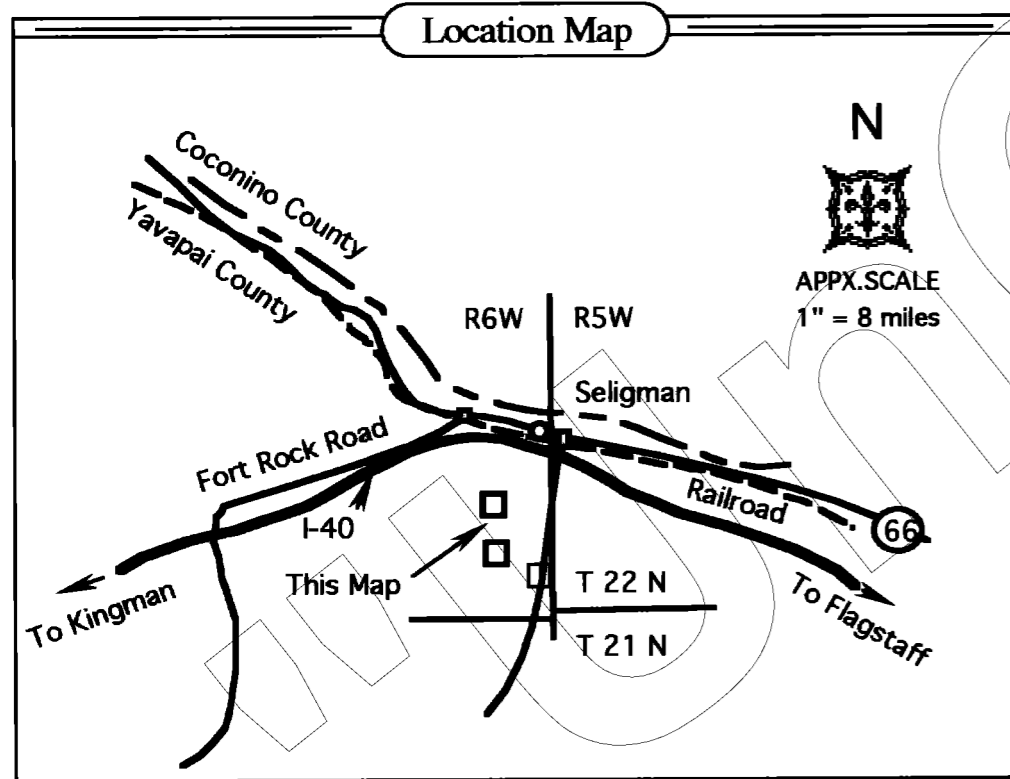 Location Map
N
Coconino County
Yavapai County
APPX.SCALE
1" = 8 miles
R6W
R5W
Seligman
Fort Rock Road
Railroad
I-40
66
This Map
T 22 N
To Kingman
To Flagstaff
T 21 N